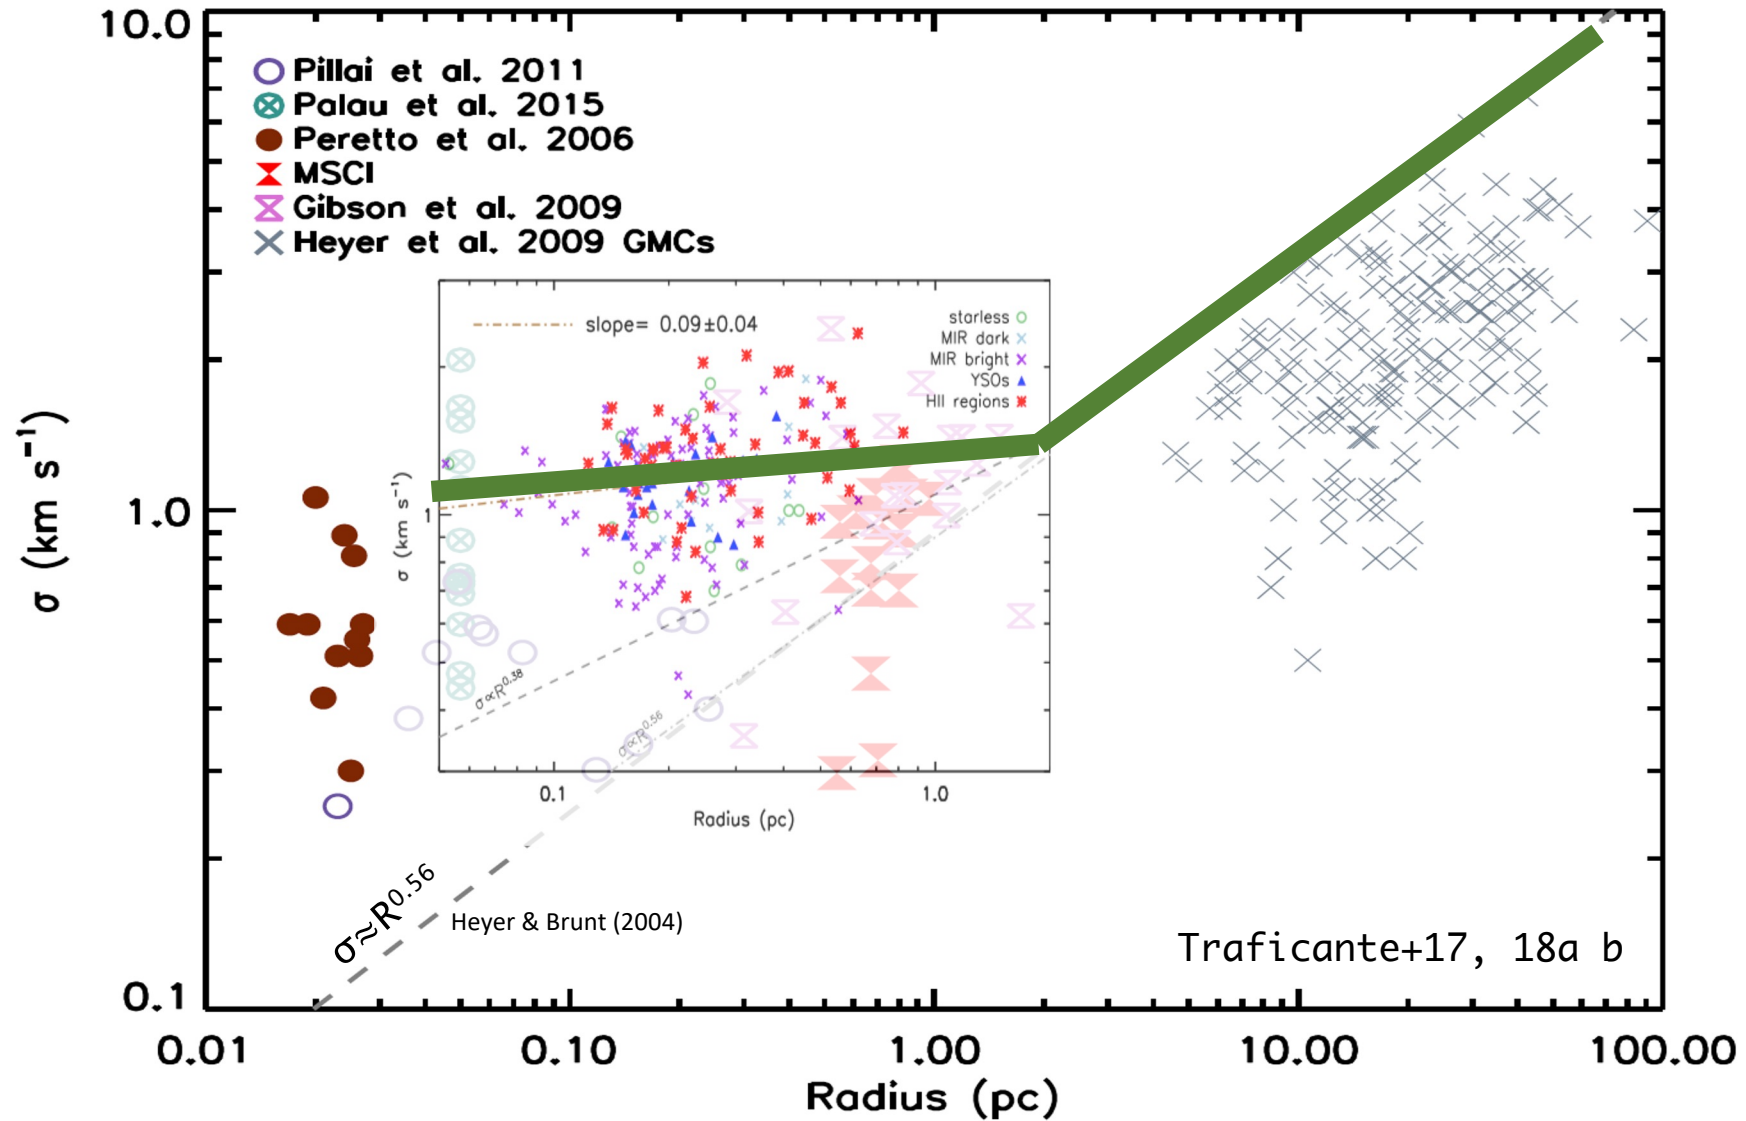 10.0
Pillai et al. 2011
Palau et al. 2015
Peretto et al. 2006
MSCI
Gibson et al. 2009
Heyer et al. 2009 GMCs
slope= 0.09±0.04
starless
MIR dark
MIR bright
YSOs
HII regions
σ (km s⁻¹)
1.0
σ (km s⁻¹)
1
σ∝R^0.38
σ∝R^0.56
0.1
1.0
Radius (pc)
σ≈R^0.56
Heyer & Brunt (2004)
Traficante+17, 18a b
0.1
0.01
0.10
1.00
10.00
100.00
Radius (pc)